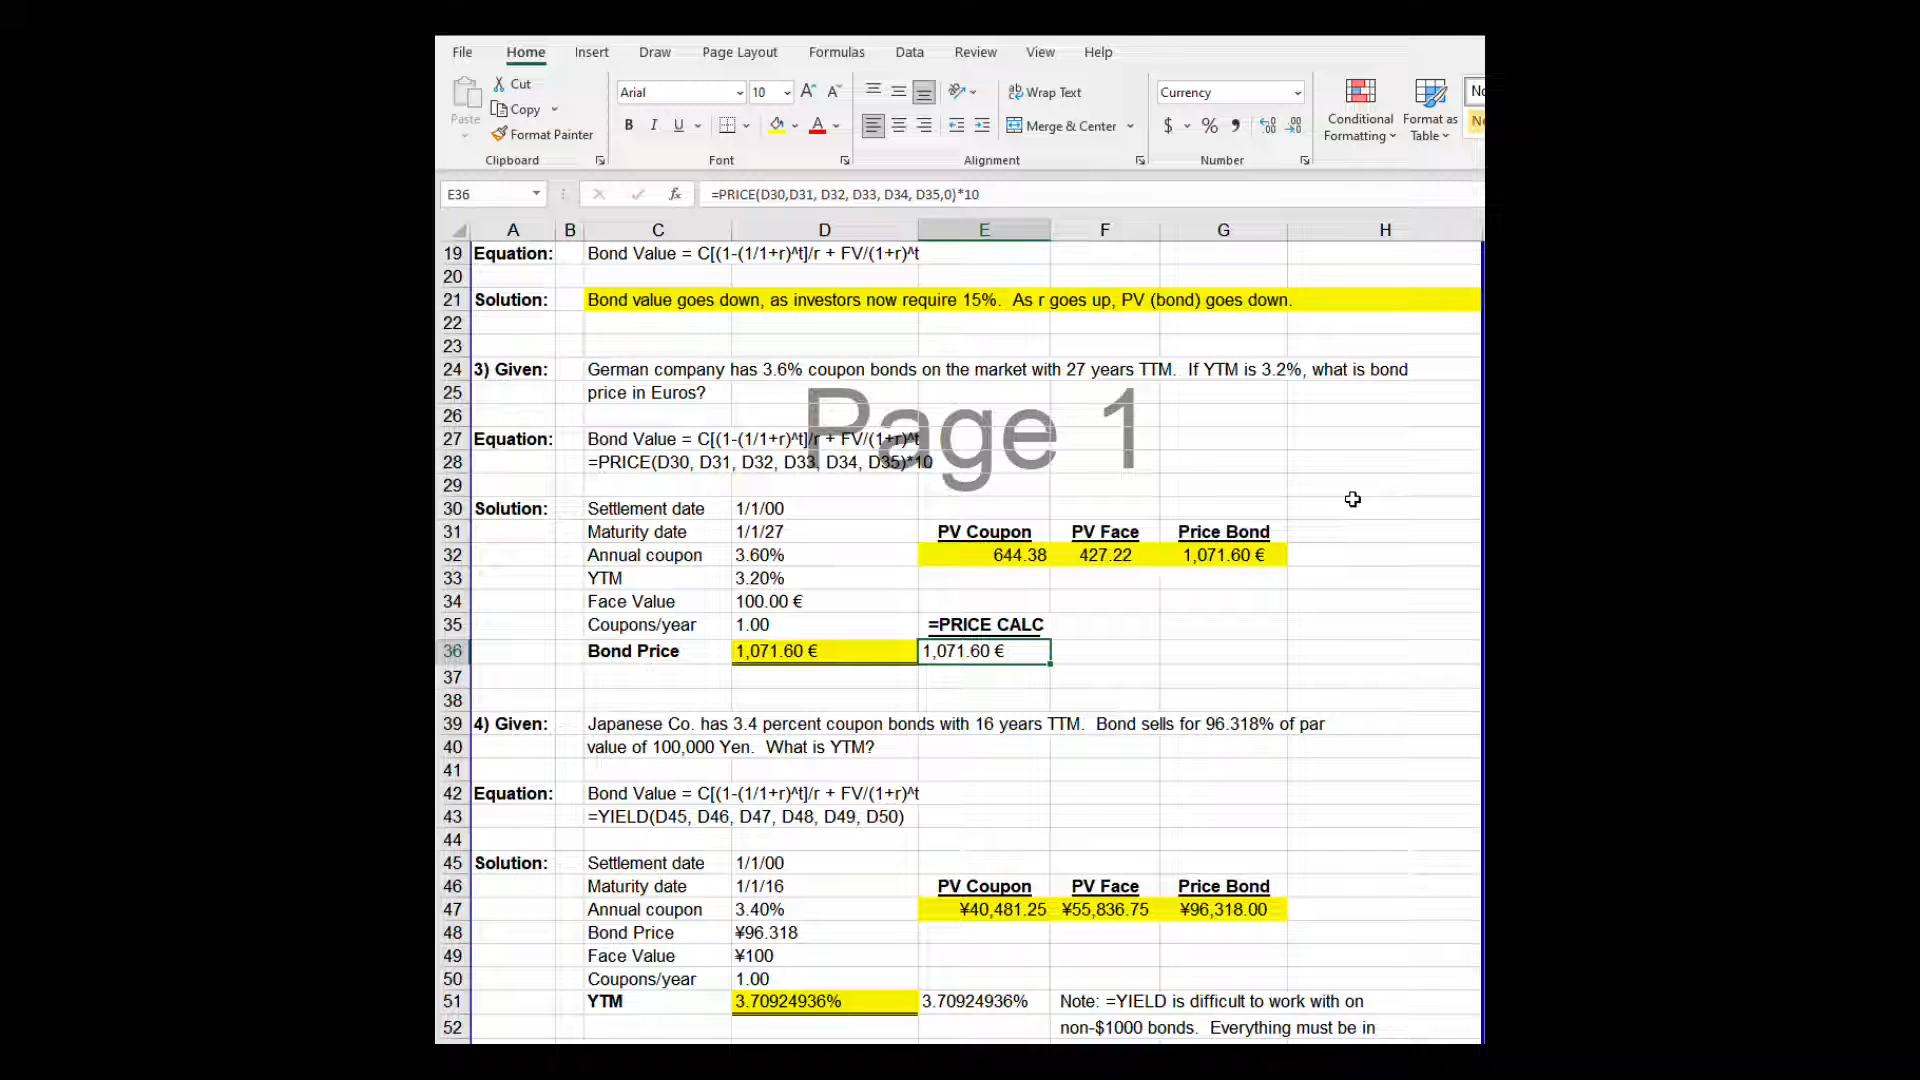 File Home Insert Draw Page Layout Formulas Data Review View Help
Paste Cut Copy Format Painter Clipboard
Arial 10 A A B I U A Font
Wrap Text Merge & Center Alignment
Currency $ % Number
Conditional Formatting Format as Table
E36 fx =PRICE(D30,D31, D32, D33, D34, D35,0)*10
A B C D E F G H
19 Equation: Bond Value = C[(1-(1/1+r)^t]/r + FV/(1+r)^t
20
21 Solution: Bond value goes down, as investors now require 15%. As r goes up, PV (bond) goes down.
22
23
24 3) Given: German company has 3.6% coupon bonds on the market with 27 years TTM. If YTM is 3.2%, what is bond
25 price in Euros?
Page 1
26
27 Equation: Bond Value = C[(1-(1/1+r)^t]/r + FV/(1+r)^t
28 =PRICE(D30, D31, D32, D33, D34, D35)*10
29
30 Solution: Settlement date 1/1/00
31 Maturity date 1/1/27 PV Coupon PV Face Price Bond
32 Annual coupon 3.60% 644.38 427.22 1,071.60 €
33 YTM 3.20%
34 Face Value 100.00 €
35 Coupons/year 1.00 =PRICE CALC
36 Bond Price 1,071.60 € 1,071.60 €
37
38
39 4) Given: Japanese Co. has 3.4 percent coupon bonds with 16 years TTM. Bond sells for 96.318% of par
40 value of 100,000 Yen. What is YTM?
41
42 Equation: Bond Value = C[(1-(1/1+r)^t]/r + FV/(1+r)^t
43 =YIELD(D45, D46, D47, D48, D49, D50)
44
45 Solution: Settlement date 1/1/00
46 Maturity date 1/1/16 PV Coupon PV Face Price Bond
47 Annual coupon 3.40% ¥40,481.25 ¥55,836.75 ¥96,318.00
48 Bond Price ¥96.318
49 Face Value ¥100
50 Coupons/year 1.00
51 YTM 3.70924936% 3.70924936% Note: =YIELD is difficult to work with on
52 non-$1000 bonds. Everything must be in